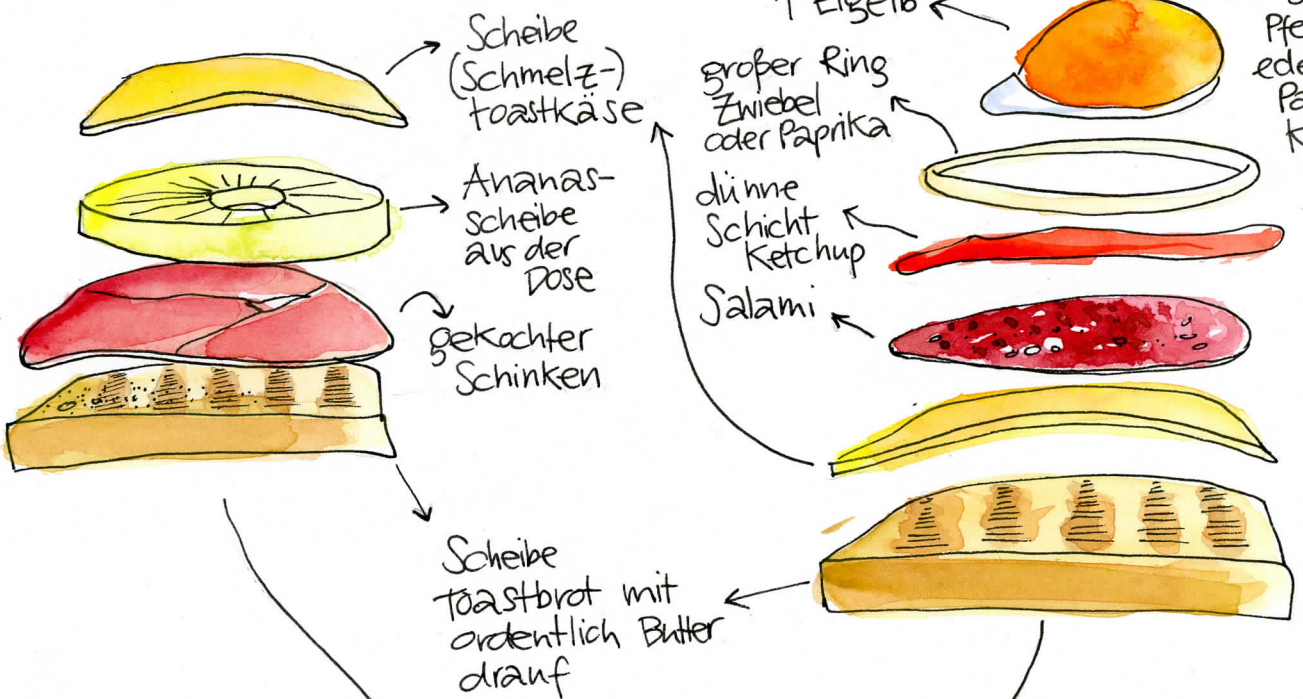 Scheibe
(Schmelz-)
toastkäse
Ananas-
scheibe
aus der
Dose
gekochter
Schinken
Scheibe
Toastbrot mit
ordentlich Butter
drauf
1 Eigelb
großer Ring
Zwiebel
oder Paprika
dünne
Schicht
Ketchup
Salami